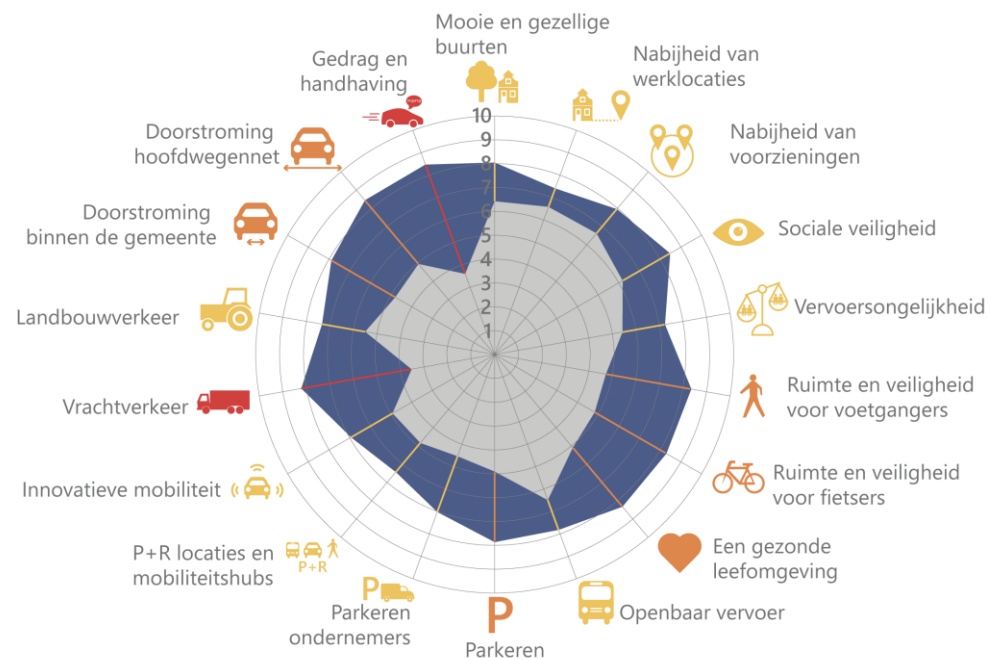 Mooie en gezellige
buurten
Nabijheid van
werklocaties
Nabijheid van
voorzieningen
Sociale veiligheid
Vervoersongelijkheid
Ruimte en veiligheid
voor voetgangers
Ruimte en veiligheid
voor fietsers
Een gezonde
leefomgeving
Openbaar vervoer
P
Parkeren
P
Parkeren
ondernemers
P+R
P+R locaties en
mobiliteitshubs
Innovatieve mobiliteit
Vrachtverkeer
Landbouwverkeer
Doorstroming
binnen de gemeente
Doorstroming
hoofdwegennet
Gedrag en
handhaving
10
9
8
7
6
5
4
3
2
1